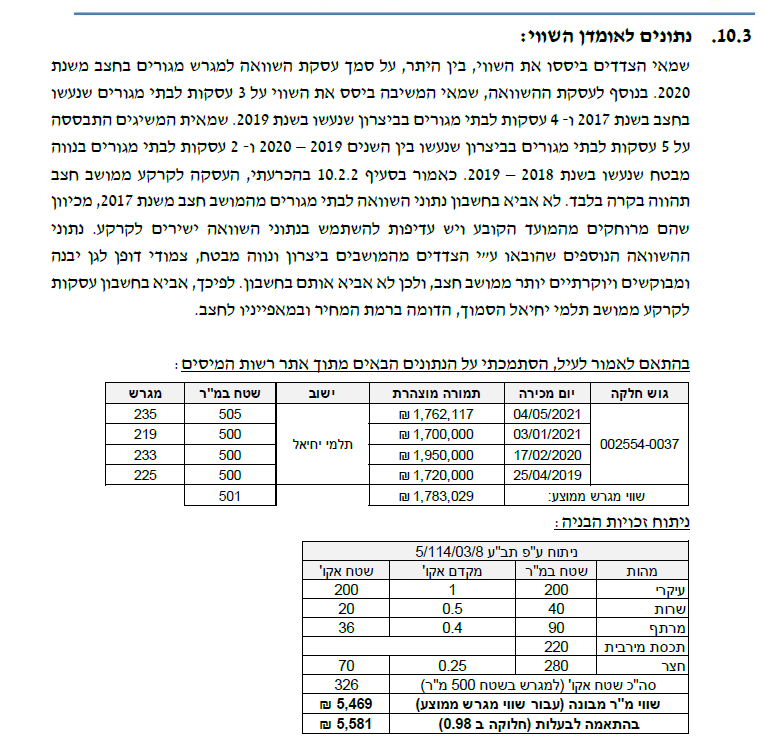 10.3. נתונים לאומדן השווי:
שמאי הצדדים ביססו את השווי, בין היתר, על סמך עסקת השוואה למגרש מגורים בחצב משנת
2020. בנוסף לעסקת ההשוואה, שמאי המשיבה ביסס את השווי על 3 עסקות לבתי מגורים שנעשו
בחצב בשנת 2017 ו- 4 עסקות לבתי מגורים בביצרון שנעשו בשנת 2019. שמאית המשיגים התבססה
על 5 עסקות לבתי מגורים בביצרון שנעשו בין השנים 2019 – 2020 ו- 2 עסקות לבתי מגורים בנווה
מבטח שנעשו בשנת 2018 – 2019. כאמור בסעיף 10.2.2 בהכרעתי, העסקה לקרקע ממושב חצב
תהווה בקרה בלבד. לא אביא בחשבון נתוני השוואה לבתי מגורים מהמושב חצב משנת 2017, מכיוון
שהם מרוחקים מהמועד הקובע ויש עדיפות להשתמש בנתוני השוואה ישירים לקרקע. נתוני
ההשוואה הנוספים שהובאו ע״י הצדדים מהמושבים ביצרון ונווה מבטח, צמודי דופן לגן יבנה
ומבוקשים ויוקרתיים יותר ממושב חצב, ולכן לא אביא אותם בחשבון. לפיכך, אביא בחשבון עסקות
לקרקע ממושב תלמי יחיאל הסמוך, הדומה ברמת המחיר ובמאפייניו לחצב.
בהתאם לאמור לעיל, הסתמכתי על הנתונים הבאים מתוך אתר רשות המיסים:
גוש חלקה יום מכירה תמורה מוצהרת ישוב שטח במ"ר מגרש
002554-0037 04/05/2021 1,762,117 ₪ תלמי יחיאל 505 235
03/01/2021 1,700,000 ₪ 500 219
17/02/2020 1,950,000 ₪ 500 233
25/04/2019 1,720,000 ₪ 500 225
שווי מגרש ממוצע: 1,783,029 ₪ 501
ניתוח זכויות הבניה:
ניתוח ע"פ תב"ע 5/114/03/8
מהות שטח במ"ר מקדם אקו' שטח אקו'
עיקרי 200 1 200
שרות 40 0.5 20
מרתף 90 0.4 36
תכסת מירבית 220
חצר 280 0.25 70
סה"כ שטח אקו' (למגרש בשטח 500 מ"ר) 326
שווי מ"ר מבונה (עבור שווי מגרש ממוצע) 5,469 ₪
בהתאמה לבעלות (חלוקה ב 0.98) 5,581 ₪